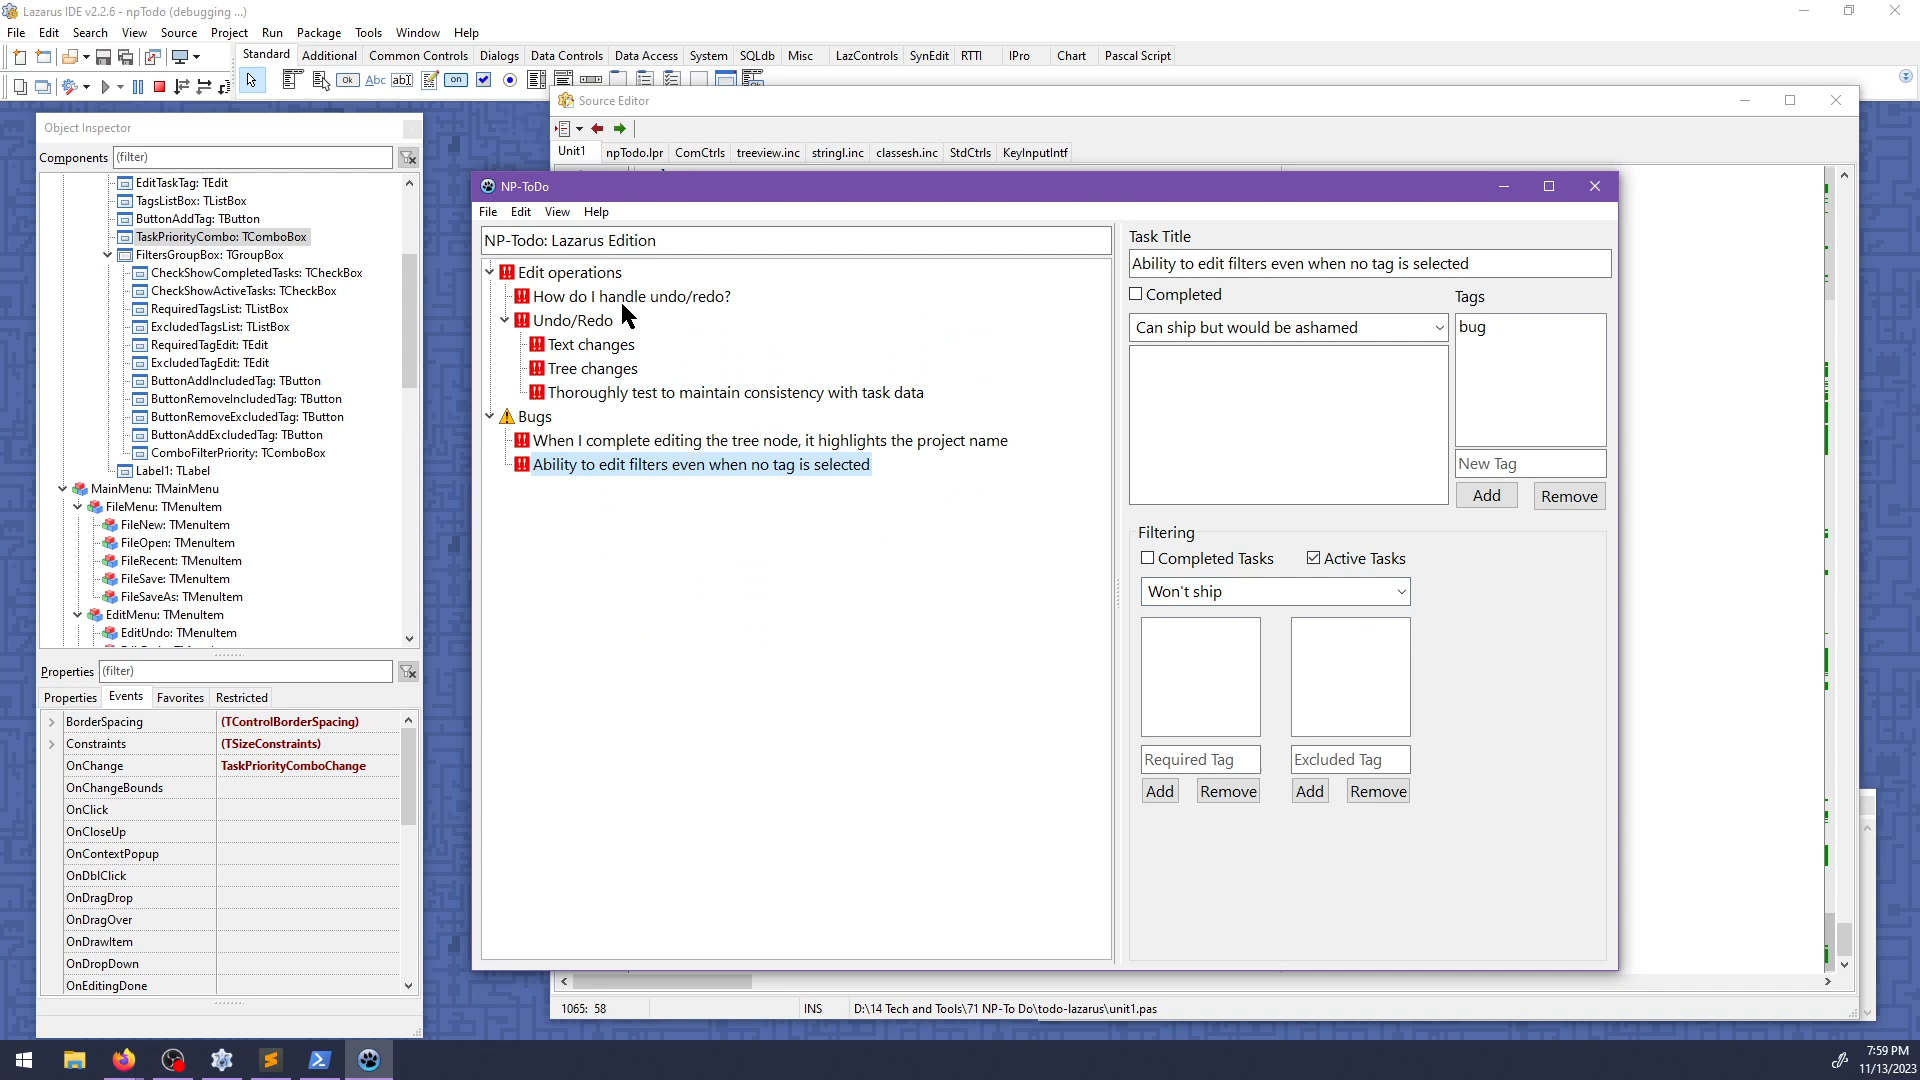 Lazarus IDE v2.2.6 - npTodo (debugging ...)
File Edit Search View Source Project Run Package Tools Window Help
Standard Additional Common Controls Dialogs Data Controls Data Access System SQLdb Misc LazControls SynEdit RTTI IPro Chart Pascal Script
Ok Abc ab on
Source Editor
Object Inspector
Components (filter)
Unit1 npTodo.lpr ComCtrls treeview.inc stringl.inc classesh.inc StdCtrls KeyInputIntf
EditTaskTag: TEdit
TagsListBox: TListBox
ButtonAddTag: TButton
TaskPriorityCombo: TComboBox
FiltersGroupBox: TGroupBox
CheckShowCompletedTasks: TCheckBox
CheckShowActiveTasks: TCheckBox
RequiredTagsList: TListBox
ExcludedTagsList: TListBox
RequiredTagEdit: TEdit
ExcludedTagEdit: TEdit
ButtonAddIncludedTag: TButton
ButtonRemoveIncludedTag: TButton
ButtonRemoveExcludedTag: TButton
ButtonAddExcludedTag: TButton
ComboFilterPriority: TComboBox
Label1: TLabel
MainMenu: TMainMenu
FileMenu: TMenuItem
FileNew: TMenuItem
FileOpen: TMenuItem
FileRecent: TMenuItem
FileSave: TMenuItem
FileSaveAs: TMenuItem
EditMenu: TMenuItem
EditUndo: TMenuItem
Properties (filter)
Properties Events Favorites Restricted
BorderSpacing (TControlBorderSpacing)
Constraints (TSizeConstraints)
OnChange TaskPriorityComboChange
OnChangeBounds
OnClick
OnCloseUp
OnContextPopup
OnDblClick
OnDragDrop
OnDragOver
OnDrawItem
OnDropDown
OnEditingDone
NP-ToDo
File Edit View Help
NP-Todo: Lazarus Edition
Edit operations
How do I handle undo/redo?
Undo/Redo
Text changes
Tree changes
Thoroughly test to maintain consistency with task data
Bugs
When I complete editing the tree node, it highlights the project name
Ability to edit filters even when no tag is selected
Task Title
Ability to edit filters even when no tag is selected
Completed
Tags
Can ship but would be ashamed
bug
New Tag
Add Remove
Filtering
Completed Tasks Active Tasks
Won't ship
Required Tag Excluded Tag
Add Remove Add Remove
1065: 58 INS D:\14 Tech and Tools\71 NP-To Do\todo-lazarus\unit1.pas
7:59 PM
11/13/2023